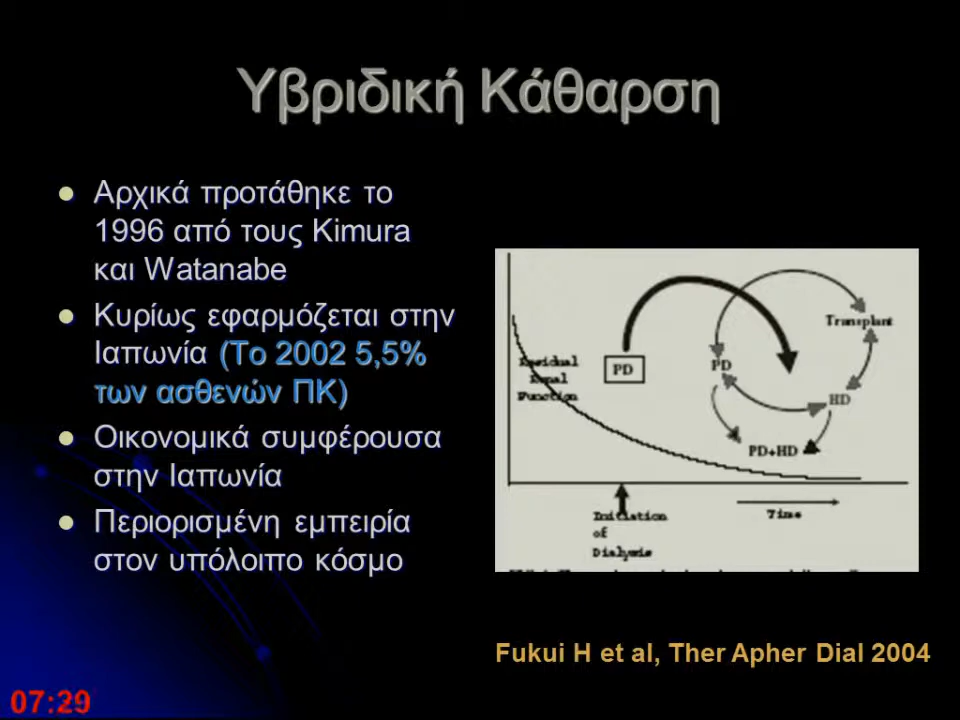 Υβριδική Κάθαρση
Αρχικά προτάθηκε το
1996 από τους Kimura
και Watanabe
Κυρίως εφαρμόζεται στην
Ιαπωνία (Το 2002 5,5%
των ασθενών ΠΚ)
Οικονομικά συμφέρουσα
στην Ιαπωνία
Περιορισμένη εμπειρία
στον υπόλοιπο κόσμο
Residual
Renal
Function
PD
PD
Transplant
HD
PD+HD
Initiation
of
Dialysis
Time
Fukui H et al, Ther Apher Dial 2004
07:29